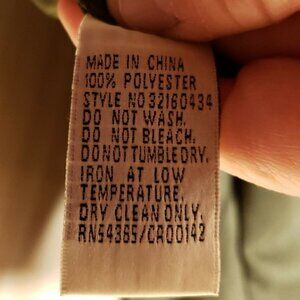 MADE IN CHINA
100% POLYESTER
STYLE NO 32160434
DO NOT WASH.
DO NOT BLEACH.
DO NOT TUMBLE DRY.
IRON AT LOW
TEMPERATURE.
DRY CLEAN ONLY.
RN54385/CA00142